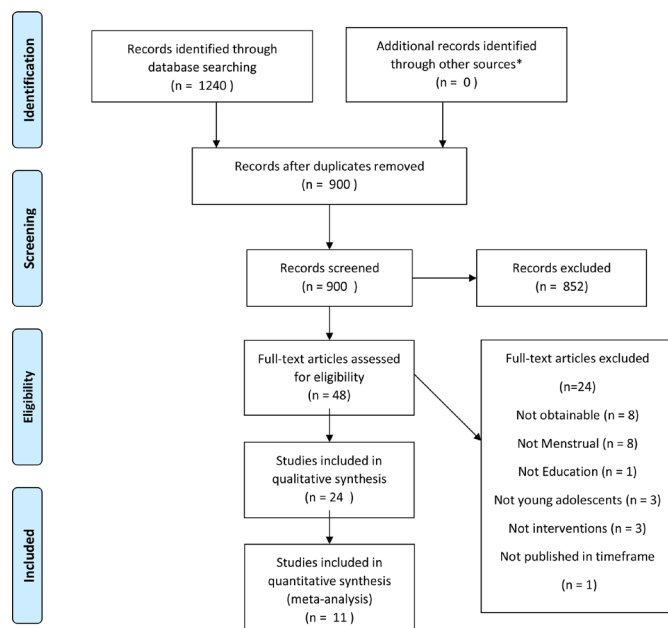 Identification
Records identified through
database searching
(n = 1240 )
Additional records identified
through other sources*
(n = 0 )
Records after duplicates removed
(n = 900 )
Screening
Records screened
(n = 900 )
Records excluded
(n = 852)
Eligibility
Full-text articles assessed
for eligibility
(n = 48)
Full-text articles excluded
(n=24)
Not obtainable (n = 8)
Not Menstrual (n = 8)
Not Education (n = 1)
Not young adolescents (n = 3)
Not interventions (n = 3)
Not published in timeframe
(n = 1)
Studies included in
qualitative synthesis
(n = 24 )
Included
Studies included in
quantitative synthesis
(meta-analysis)
(n = 11 )